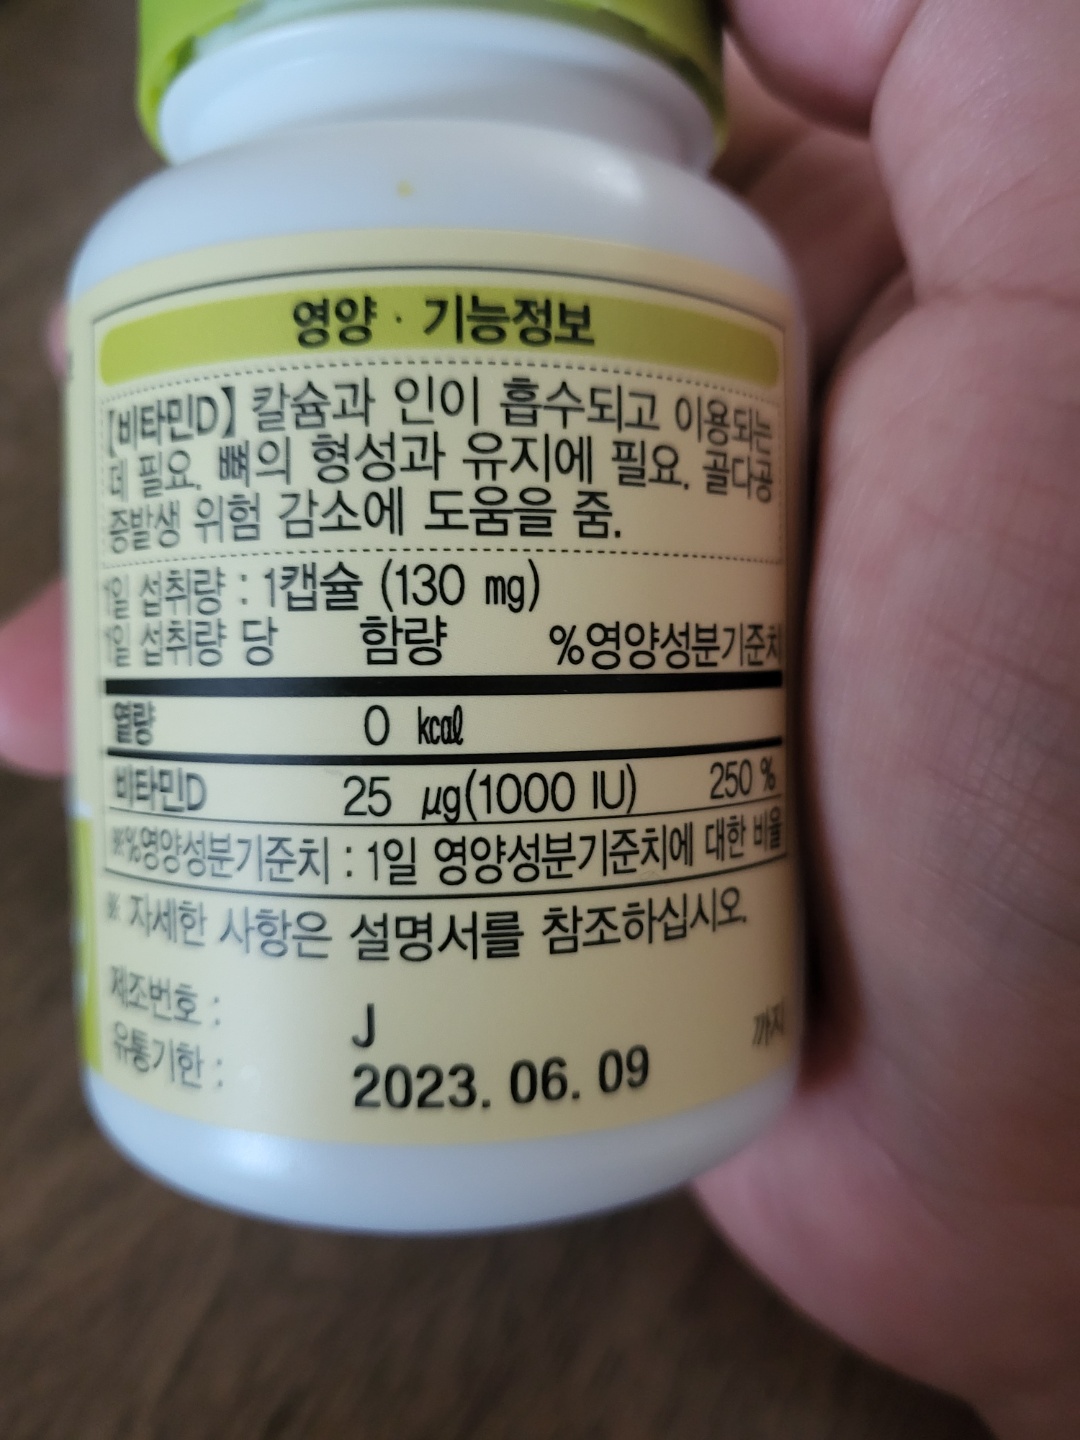 영양 · 기능정보
[비타민D] 칼슘과 인이 흡수되고 이용되는
데 필요. 뼈의 형성과 유지에 필요. 골다공
증발생 위험 감소에 도움을 줌.
1일 섭취량 : 1캡슐 (130 mg)
1일 섭취량 당 함량 %영양성분기준치
열량 0 kcal
비타민D 25 µg(1000 IU) 250 %
※%영양성분기준치 : 1일 영양성분기준치에 대한 비율
※ 자세한 사항은 설명서를 참조하십시오.
제조번호 : J
유통기한 : 2023. 06. 09 까지